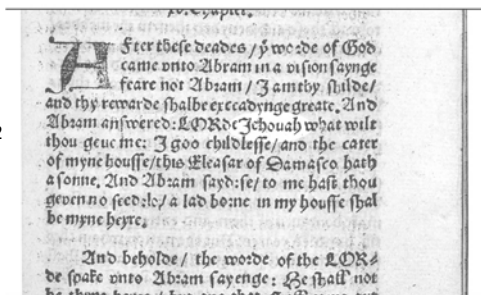 xv. Chapter.
After these deades / ẏ worde of God
came vnto Abram in a vision saynge
feare not Abram / I am thy shilde /
and thy rewarde shalbe exceadynge greate. And
Abram answered: LORde Jehouah what wilt
thou geue me: I goo childlesse / and the cater
of myne housse / this Eleasar of Damasco hath
a sonne. And Abram sayd: se / to me hast thou
geven no seed: lo / a lad borne in my housse shal
be myne heyre.
And beholde / the worde of the LOR=
de spake vnto Abram sayenge: He shall not